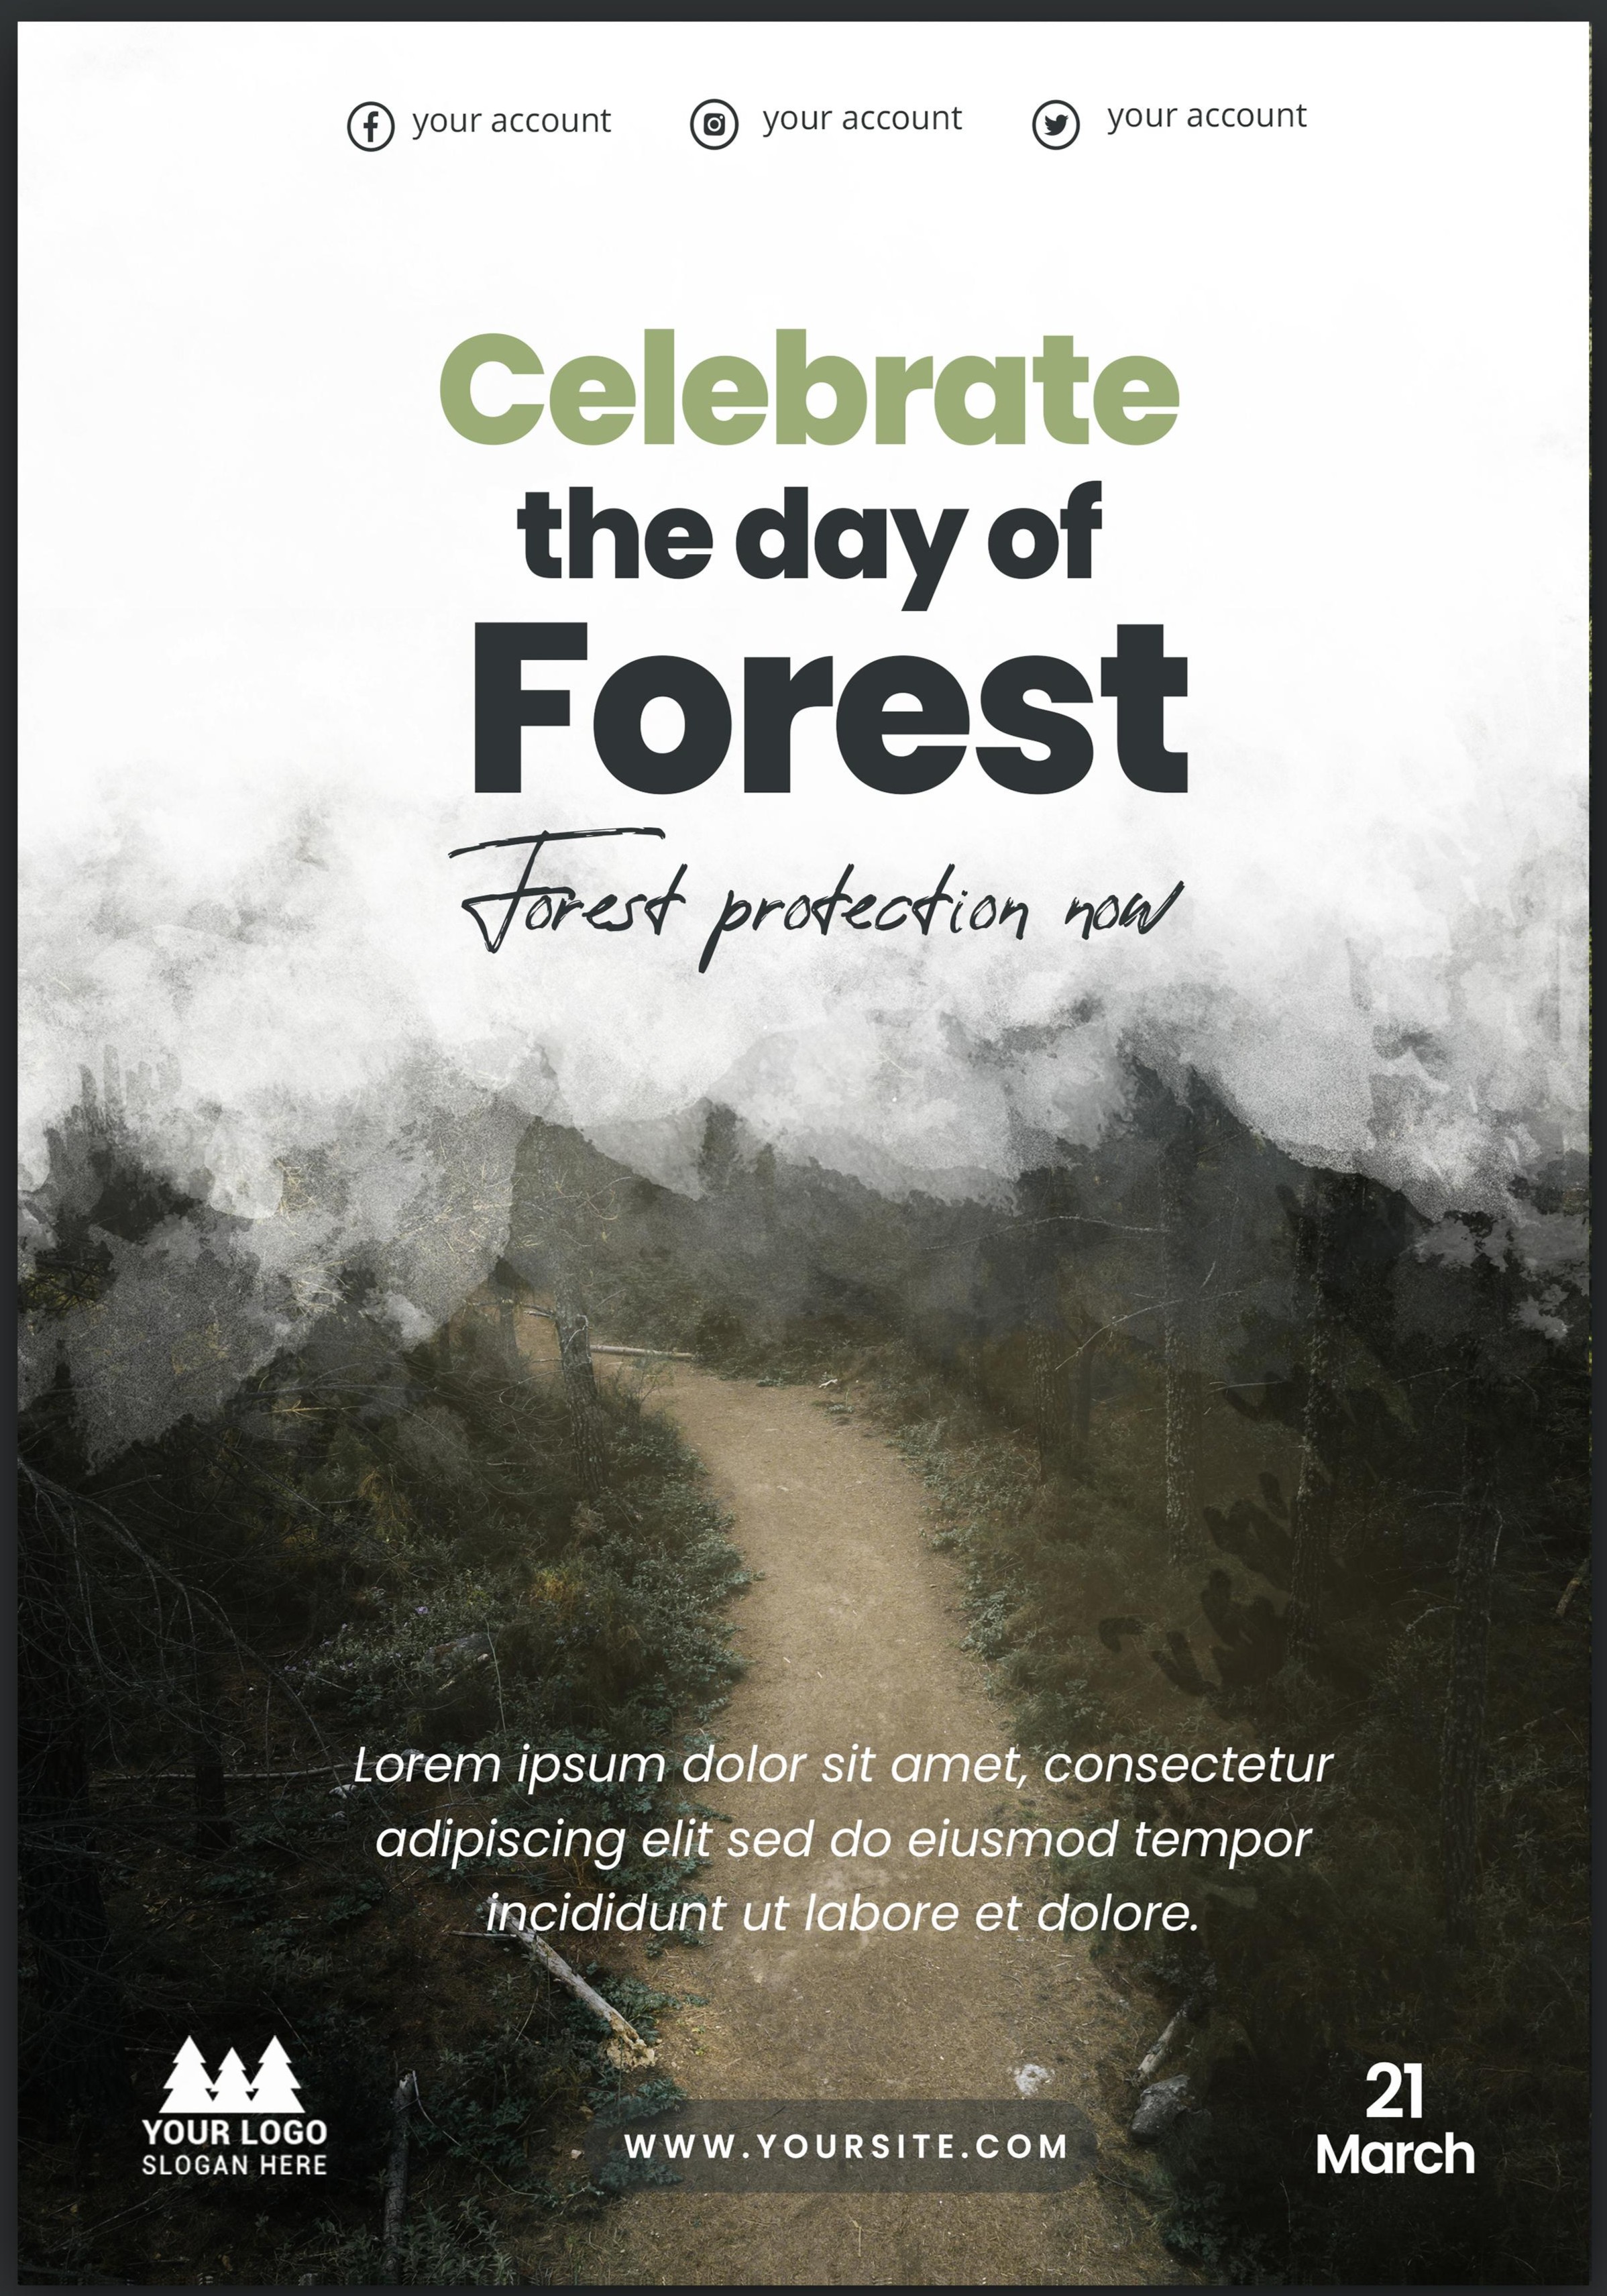 your account your account your account
Celebrate
the day of
Forest
Forest protection now
Lorem ipsum dolor sit amet, consectetur
adipiscing elit sed do eiusmod tempor
incididunt ut labore et dolore.
YOUR LOGO
SLOGAN HERE
WWW.YOURSITE.COM
21
March